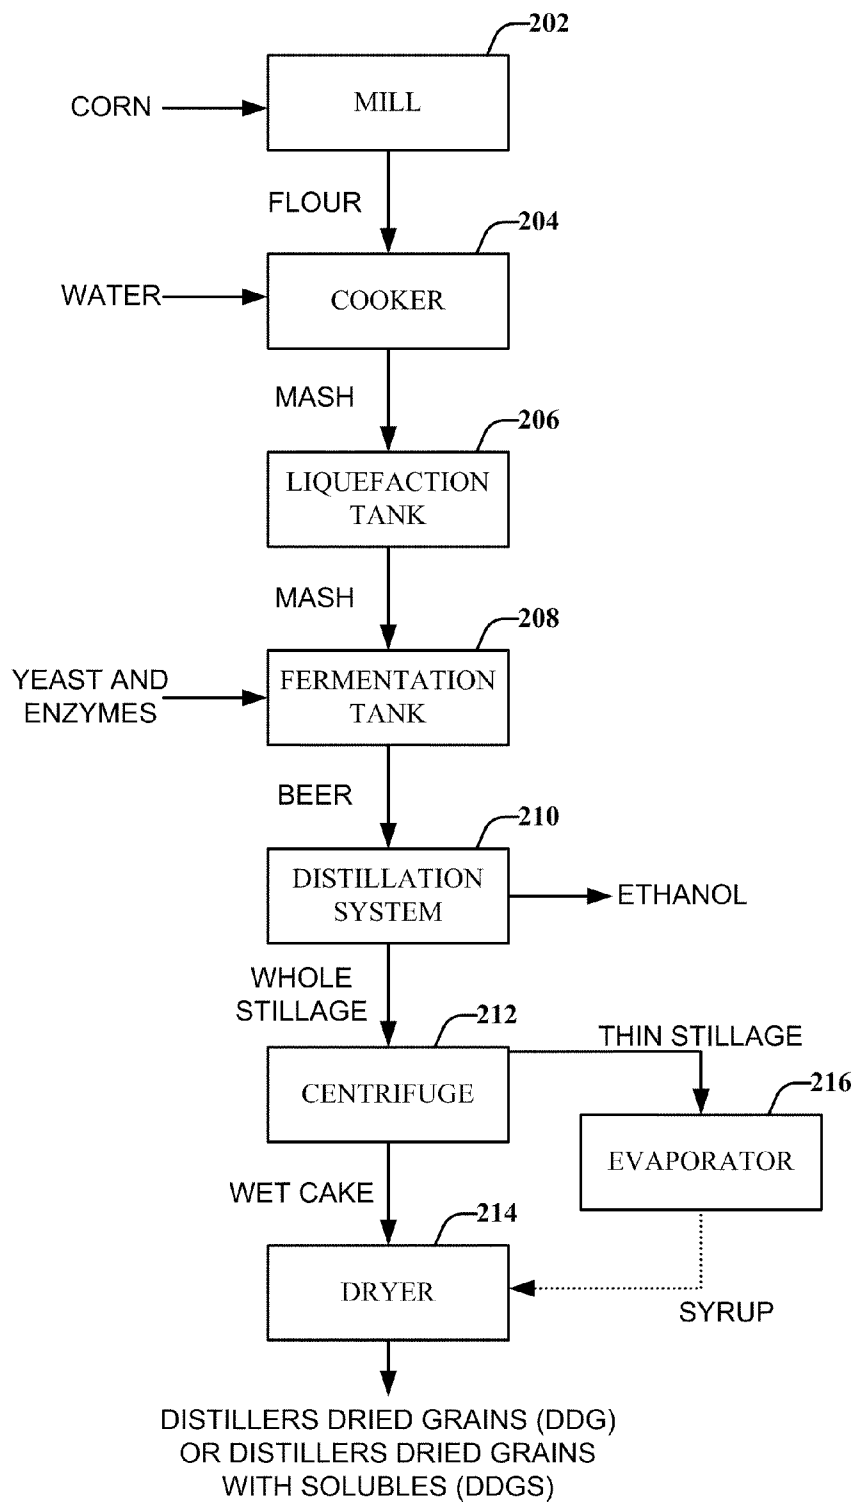 202
MILL
CORN
FLOUR
204
WATER
COOKER
MASH
206
LIQUEFACTION
TANK
MASH
208
YEAST AND
ENZYMES
FERMENTATION
TANK
BEER
210
DISTILLATION
SYSTEM
ETHANOL
WHOLE
STILLAGE
212
THIN STILLAGE
CENTRIFUGE
216
EVAPORATOR
WET CAKE
214
DRYER
SYRUP
DISTILLERS DRIED GRAINS (DDG)
OR DISTILLERS DRIED GRAINS
WITH SOLUBLES (DDGS)